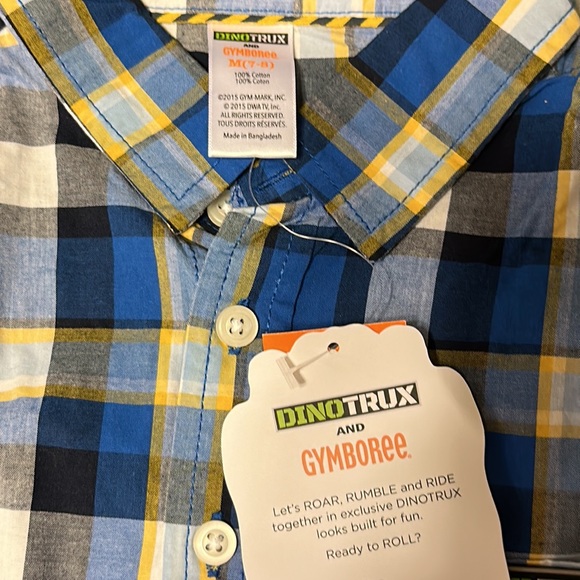 DINOTRUX
AND
GYMBOREE
M(7-8)
100% Cotton
100% Coton
©2015 GYM-MARK, INC.
©2015 DWA TV, Inc.
ALL RIGHTS RESERVED.
TOUS DROITS RÉSERVÉS.
Made in Bangladesh
DINOTRUX
AND
GYMBOREE
Let's ROAR, RUMBLE and RIDE
together in exclusive DINOTRUX
looks built for fun.
Ready to ROLL?